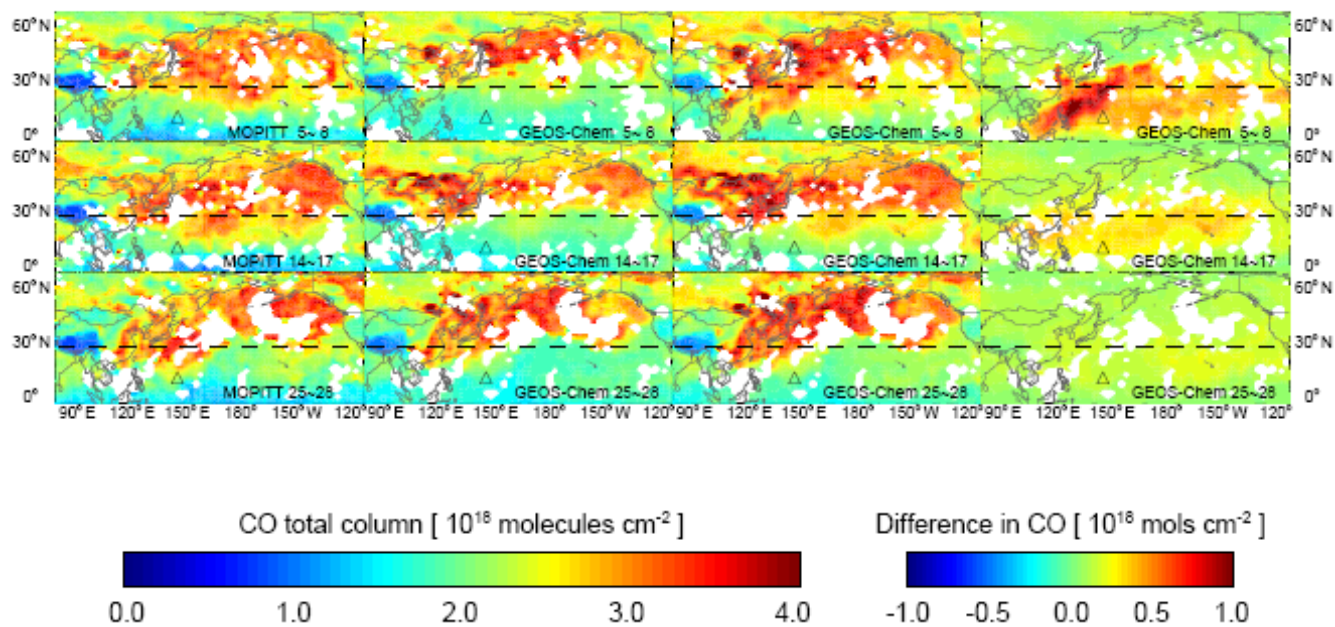 60° N 60° N
30° N 30° N
0° MOPITT 5~ 8 GEOS-Chem 5~ 8 GEOS-Chem 5~ 8 GEOS-Chem 5~ 8 0°
60° N 60° N
30° N 30° N
0° MOPITT 14~17 GEOS-Chem 14~17 GEOS-Chem 14~17 GEOS-Chem 14~17 0°
60° N 60° N
30° N 30° N
0° MOPITT 25~28 GEOS-Chem 25~28 GEOS-Chem 25~28 GEOS-Chem 25~28 0°
90° E 120° E 150° E 180° 150° W 120° 90° E 120° E 150° E 180° 150° W 120° 90° E 120° E 150° E 180° 150° W 120° 90° E 120° E 150° E 180° 150° W 120°
CO total column [ 10¹⁸ molecules cm⁻² ] Difference in CO [ 10¹⁸ mols cm⁻² ]
0.0 1.0 2.0 3.0 4.0 -1.0 -0.5 0.0 0.5 1.0